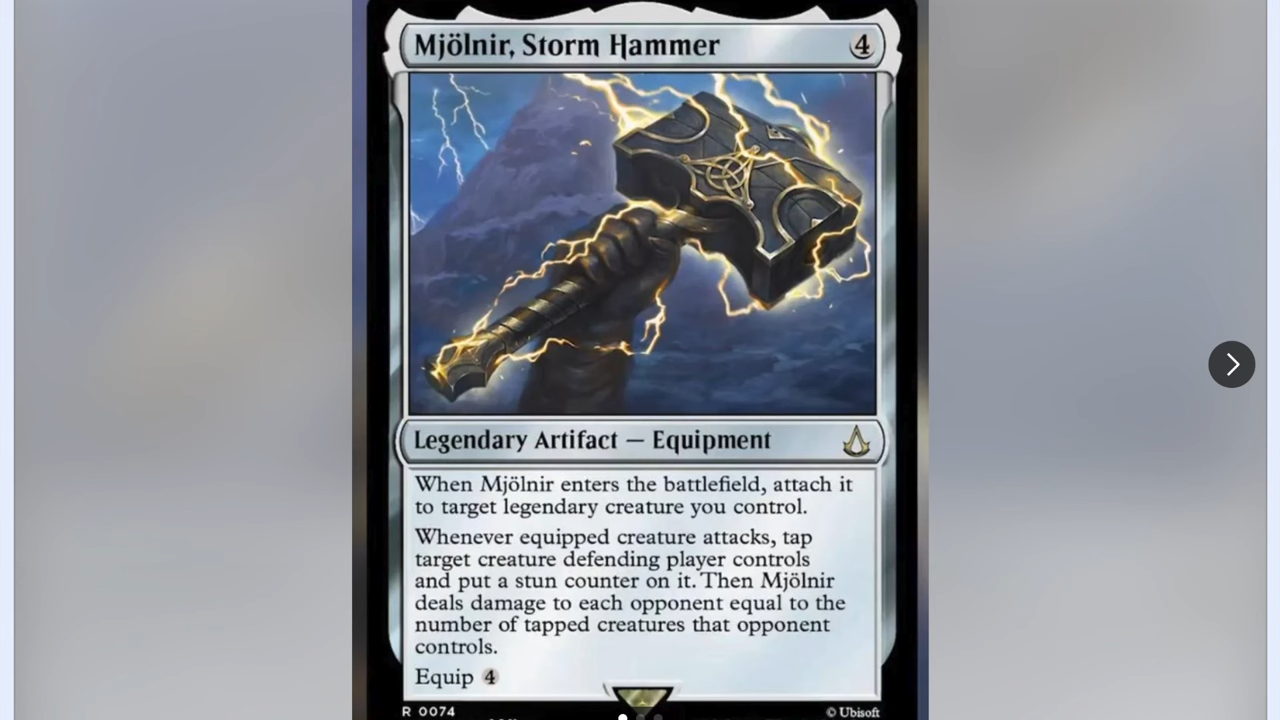 Mjölnir, Storm Hammer 4
Legendary Artifact — Equipment
When Mjölnir enters the battlefield, attach it
to target legendary creature you control.
Whenever equipped creature attacks, tap
target creature defending player controls
and put a stun counter on it. Then Mjölnir
deals damage to each opponent equal to the
number of tapped creatures that opponent
controls.
Equip 4
R 0074
© Ubisoft